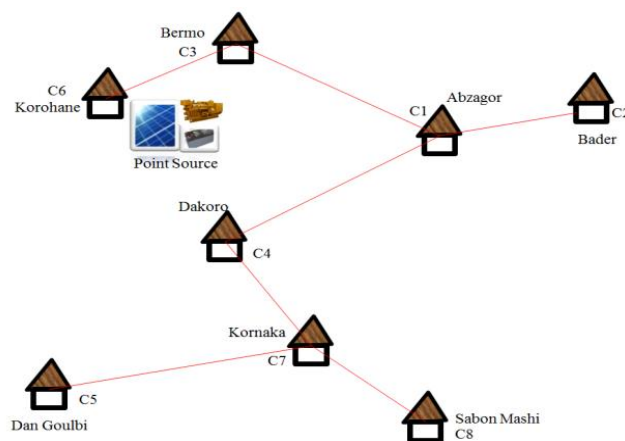 Bermo
C3
C6
Korohane
Abzagor
C1
C2
Bader
Point Source
Dakoro
C4
Kornaka
C7
C5
Dan Goulbi
Sabon Mashi
C8